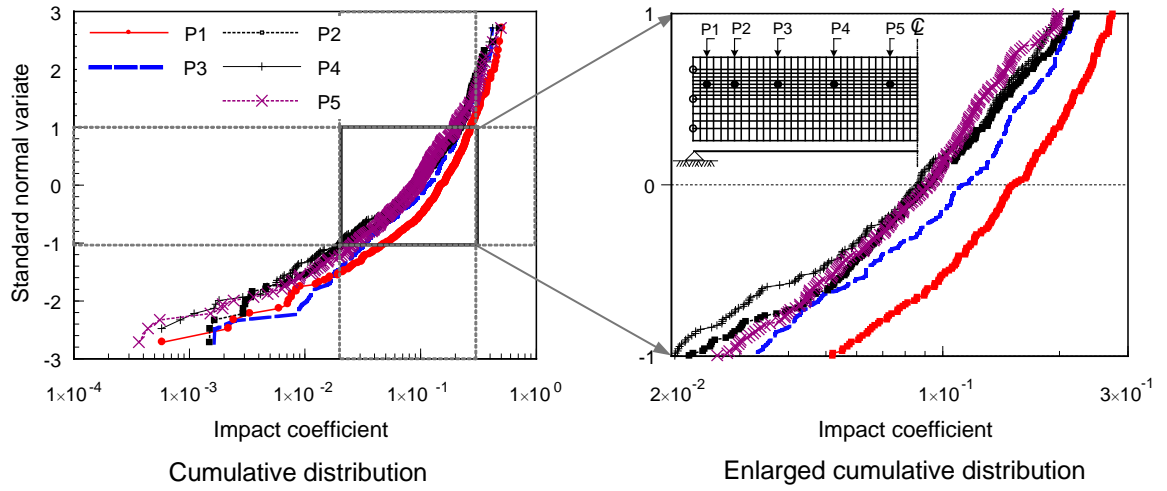 3
2
1
0
-1
-2
-3
Standard normal variate
P1
P2
P3
P4
P5
1×10⁻⁴
1×10⁻³
1×10⁻²
1×10⁻¹
1×10⁰
Impact coefficient
Cumulative distribution
1
0
-1
P1 P2 P3 P4 P5 ℄
2×10⁻²
1×10⁻¹
3×10⁻¹
Impact coefficient
Enlarged cumulative distribution